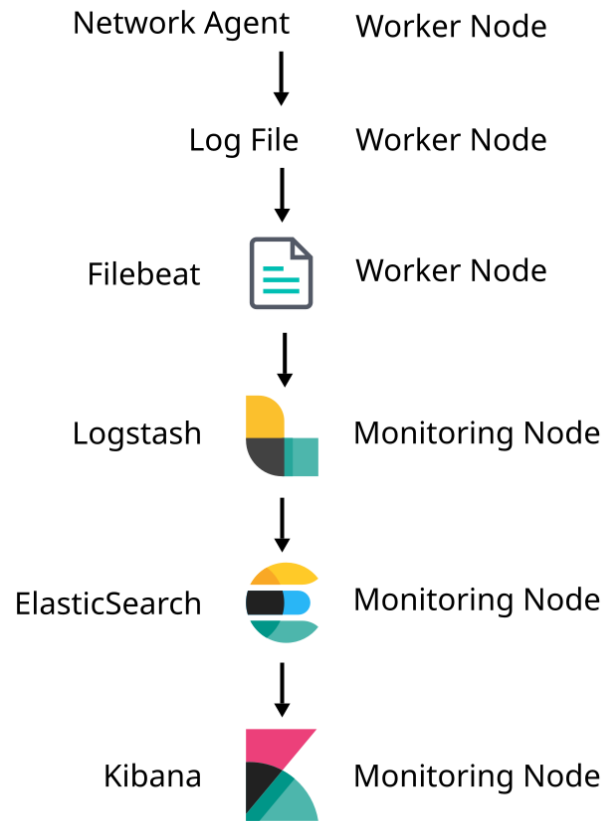 Network Agent Worker Node
Log File Worker Node
Filebeat Worker Node
Logstash Monitoring Node
ElasticSearch Monitoring Node
Kibana Monitoring Node